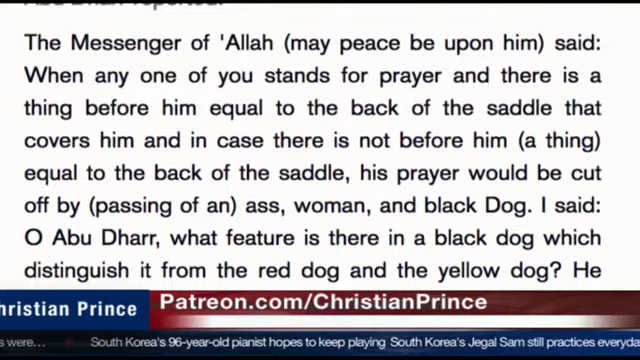 Abu Dharr reported:
The Messenger of 'Allah (may peace be upon him) said:
When any one of you stands for prayer and there is a
thing before him equal to the back of the saddle that
covers him and in case there is not before him (a thing)
equal to the back of the saddle, his prayer would be cut
off by (passing of an) ass, woman, and black Dog. I said:
O Abu Dharr, what feature is there in a black dog which
distinguish it from the red dog and the yellow dog? He
hristian Prince
Patreon.com/ChristianPrince
s were... South Korea's 96-year-old pianist hopes to keep playing South Korea's Jegal Sam still practices everyda